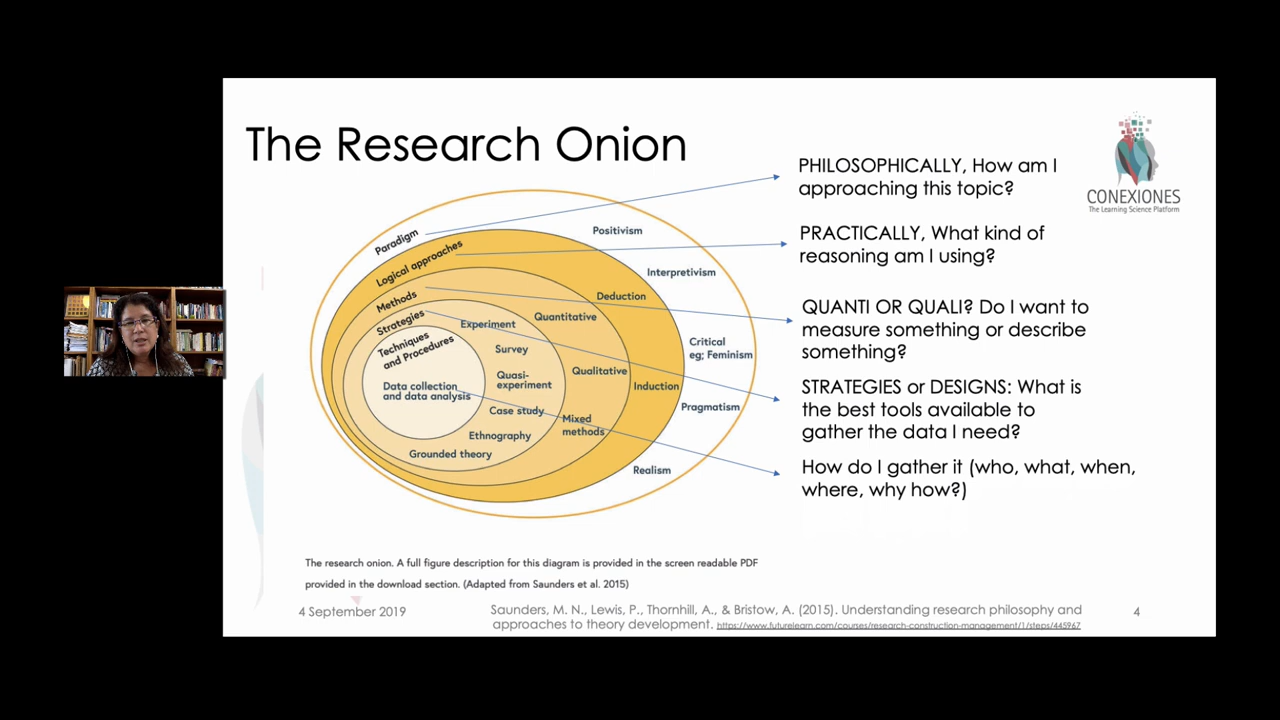 The Research Onion
PHILOSOPHICALLY, How am I
approaching this topic?
CONEXIONES
The Learning Science Platform
PRACTICALLY, What kind of
reasoning am I using?
QUANTI OR QUALI? Do I want to
measure something or describe
something?
STRATEGIES or DESIGNS: What is
the best tools available to
gather the data I need?
How do I gather it (who, what, when,
where, why how?)
Paradigm
Positivism
Interpretivism
Critical
eg; Feminism
Pragmatism
Realism
Logical approaches
Deduction
Induction
Methods
Quantitative
Qualitative
Mixed
methods
Strategies
Experiment
Survey
Quasi-
experiment
Case study
Ethnography
Grounded theory
Techniques
and Procedures
Data collection
and data analysis
The research onion. A full figure description for this diagram is provided in the screen readable PDF
provided in the download section. (Adapted from Saunders et al. 2015)
4 September 2019
Saunders, M. N., Lewis, P., Thornhill, A., & Bristow, A. (2015). Understanding research philosophy and
approaches to theory development. https://www.futurelearn.com/courses/research-construction-management/1/steps/445967
4